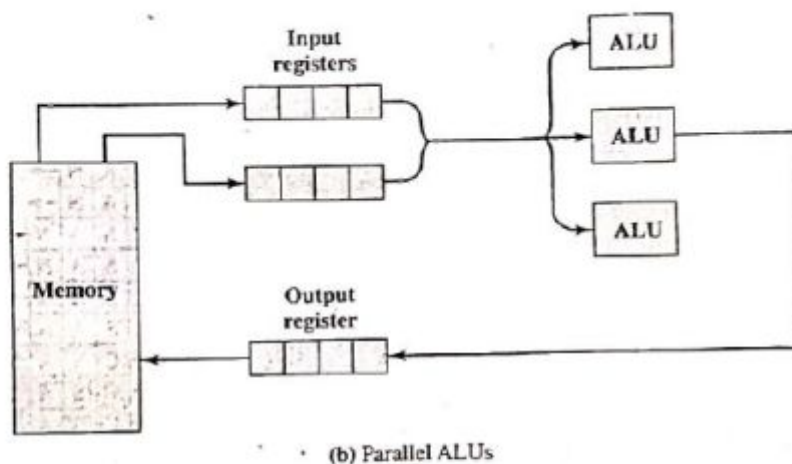 Input
registers
ALU
ALU
ALU
Memory
Output
register
(b) Parallel ALUs